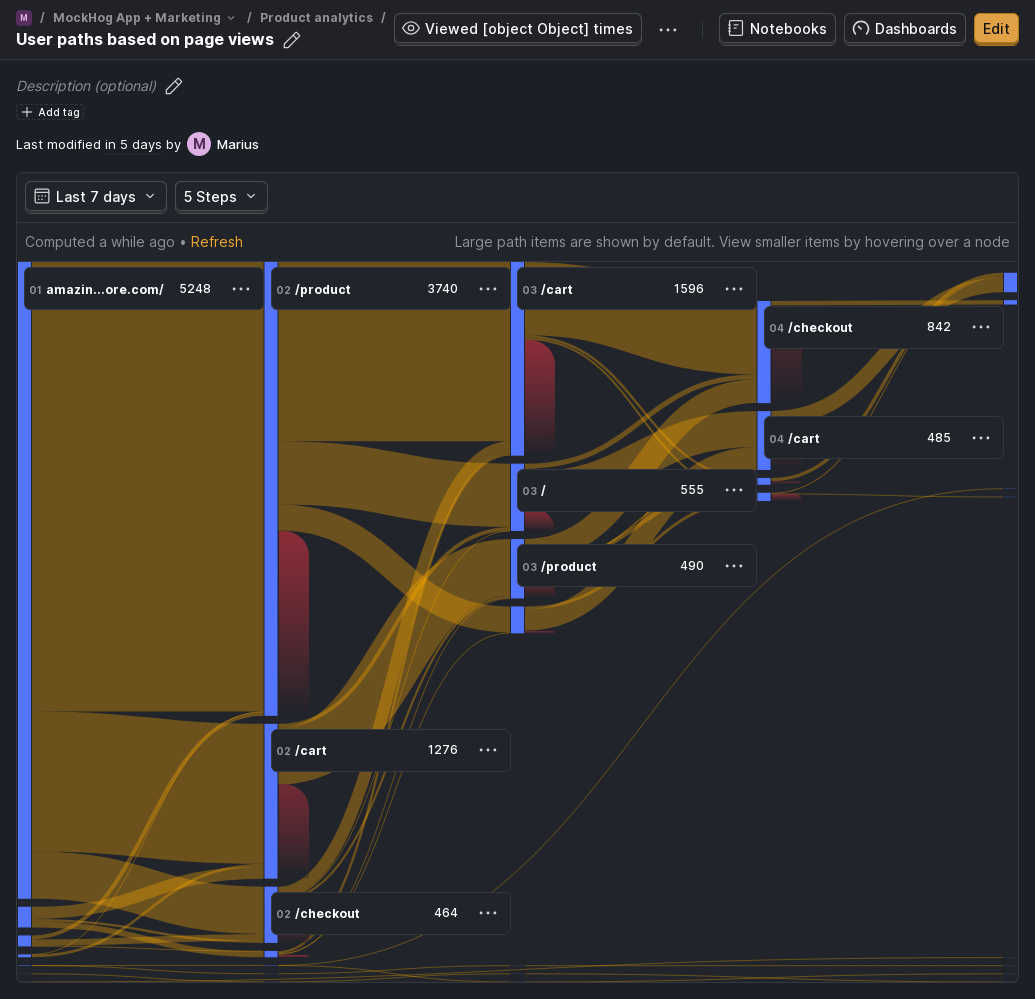 M / MockHog App + Marketing / Product analytics /
User paths based on page views
Viewed [object Object] times
Notebooks
Dashboards
Edit
Description (optional)
Add tag
Last modified in 5 days by M Marius
Last 7 days
5 Steps
Computed a while ago • Refresh
Large path items are shown by default. View smaller items by hovering over a node
01 amazin...ore.com/ 5248
02 /product 3740
03 /cart 1596
04 /checkout 842
04 /cart 485
03 / 555
03 /product 490
02 /cart 1276
02 /checkout 464